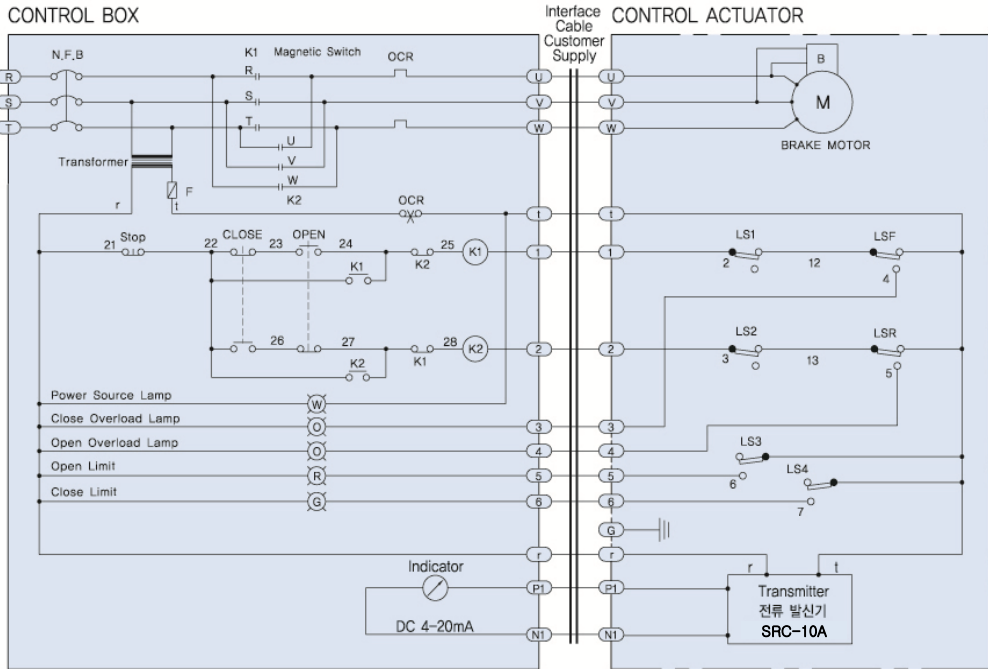 CONTROL BOX
Interface
Cable
Customer
Supply
CONTROL ACTUATOR
N.F.B
K1 Magnetic Switch
OCR
R
R
U
U
B
S
S
V
V
M
T
T
W
W
U
BRAKE MOTOR
V
Transformer
W
K2
F
r
t
OCR
t
t
21
Stop
22
CLOSE
23
OPEN
24
K2
25
K1
1
1
LS1
2
12
LSF
4
K1
26
27
K1
28
K2
2
2
LS2
3
13
LSR
5
K2
Power Source Lamp
W
Close Overload Lamp
O
3
3
Open Overload Lamp
O
4
4
LS3
Open Limit
R
5
5
6
LS4
Close Limit
G
6
6
7
G
r
r
r
t
Indicator
P1
P1
Transmitter
전류 발신기
SRC-10A
DC 4-20mA
N1
N1